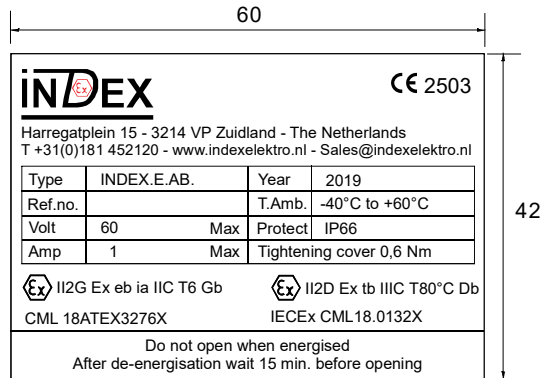 60
iNDEX
Ex
CE 2503
Harregatplein 15 - 3214 VP Zuidland - The Netherlands
T +31(0)181 452120 - www.indexelektro.nl - Sales@indexelektro.nl
Type INDEX.E.AB. Year 2019
Ref.no. T.Amb. -40°C to +60°C
Volt 60 Max Protect IP66
Amp 1 Max Tightening cover 0,6 Nm
42
Ex II2G Ex eb ia IIC T6 Gb Ex II2D Ex tb IIIC T80°C Db
CML 18ATEX3276X IECEx CML18.0132X
Do not open when energised
After de-energisation wait 15 min. before opening